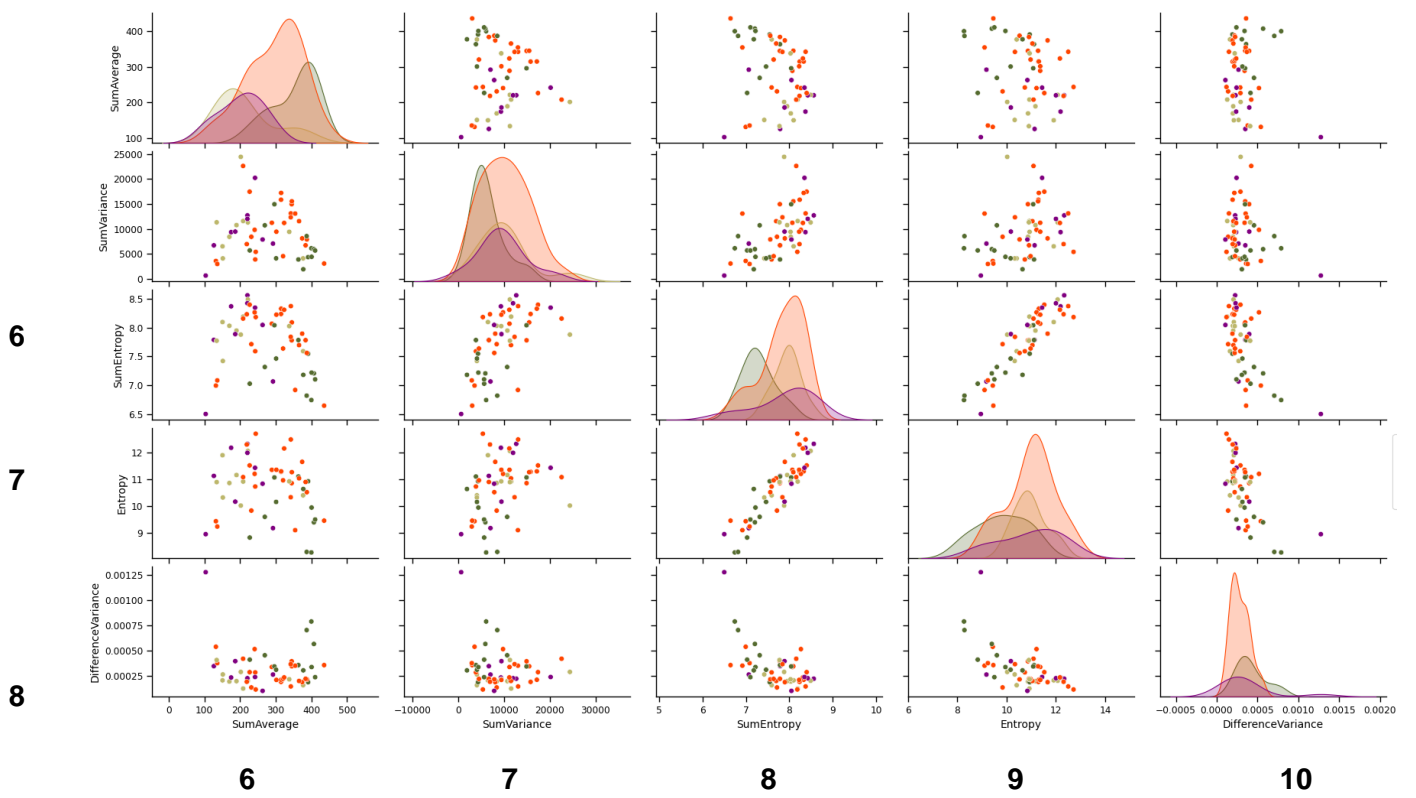 SumAverage
400
300
200
100
SumVariance
25000
20000
15000
10000
5000
0
6
SumEntropy
8.5
8.0
7.5
7.0
6.5
7
Entropy
12
11
10
9
8
DifferenceVariance
0.00125
0.00100
0.00075
0.00050
0.00025
0 100 200 300 400 500
−10000 0 10000 20000 30000
5 6 7 8 9 10
6 8 10 12 14
−0.0005 0.0000 0.0005 0.0010 0.0015 0.0020
SumAverage SumVariance SumEntropy Entropy DifferenceVariance
6 7 8 9 10